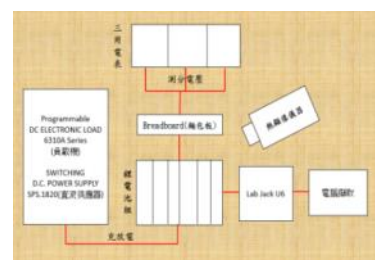 三用電表
測分電壓
Programmable
DC ELECTRONIC LOAD
6310A Series
(負載機)
SWITCHING
D.C. POWER SUPPLY
SPS.1820(直流供應器)
Breadboard(麵包板)
熱顯像儀器
鋰電池組
Lab Jack U6
電腦擷取
充放電